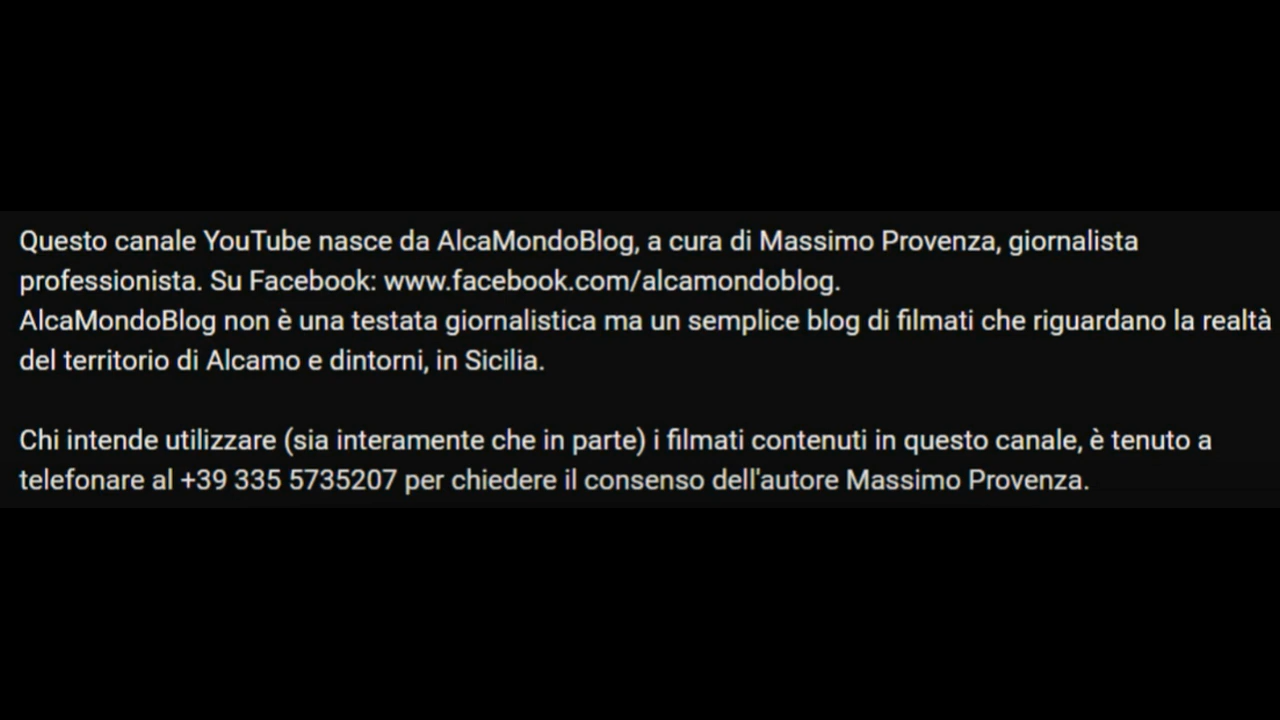 Questo canale YouTube nasce da AlcaMondoBlog, a cura di Massimo Provenza, giornalista
professionista. Su Facebook: www.facebook.com/alcamondoblog.
AlcaMondoBlog non è una testata giornalistica ma un semplice blog di filmati che riguardano la realtà
del territorio di Alcamo e dintorni, in Sicilia.
Chi intende utilizzare (sia interamente che in parte) i filmati contenuti in questo canale, è tenuto a
telefonare al +39 335 5735207 per chiedere il consenso dell'autore Massimo Provenza.